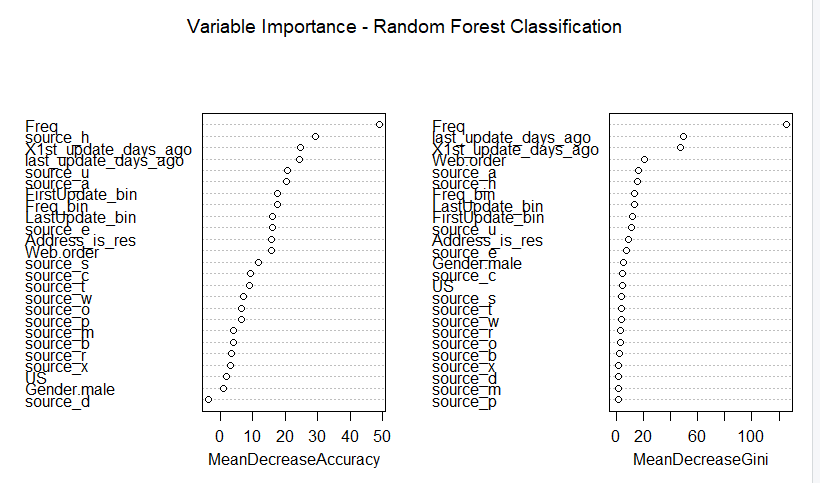 Variable Importance - Random Forest Classification
Freq
source_h
X1st_update_days_ago
last_update_days_ago
source_u
source_a
FirstUpdate_bin
Freq_bin
LastUpdate_bin
source_e
Address_is_res
Web.order
source_s
source_c
source_t
source_w
source_o
source_p
source_m
source_b
source_r
source_x
US
Gender.male
source_d
0 10 20 30 40 50
MeanDecreaseAccuracy
Freq
last_update_days_ago
X1st_update_days_ago
Web.order
source_a
source_h
Freq_bin
LastUpdate_bin
FirstUpdate_bin
source_u
Address_is_res
source_e
Gender.male
source_c
US
source_s
source_t
source_w
source_r
source_o
source_b
source_x
source_d
source_m
source_p
0 20 60 100
MeanDecreaseGini